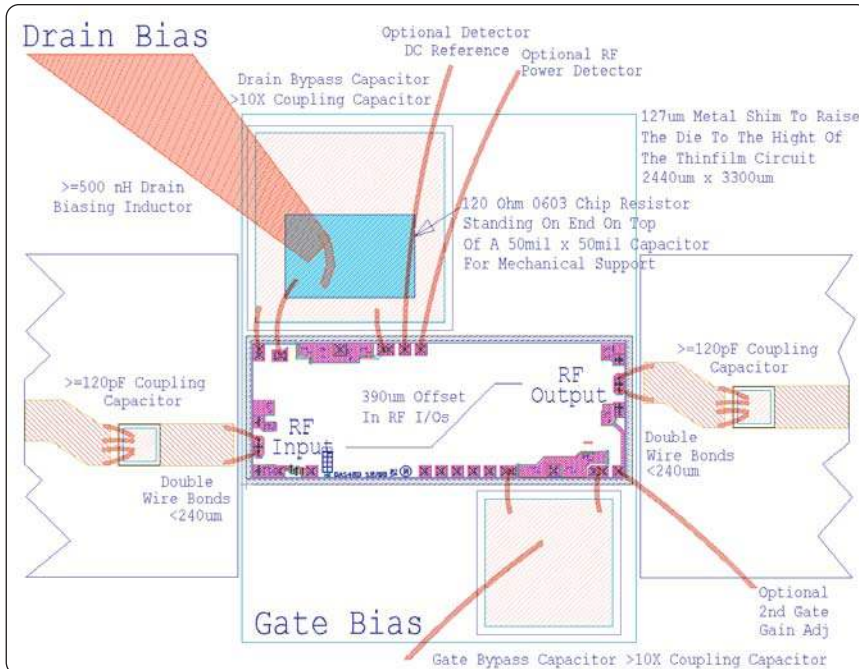 Drain Bias
Optional Detector
DC Reference
Optional RF
Power Detector
Drain Bypass Capacitor
>10X Coupling Capacitor
127um Metal Shim To Raise
The Die To The Hight Of
The Thinfilm Circuit
2440um x 3300um
>=500 nH Drain
Biasing Inductor
120 Ohm 0603 Chip Resistor
Standing On End On Top
Of A 50mil x 50mil Capacitor
For Mechanical Support
>=120pF Coupling
Capacitor
>=120pF Coupling
Capacitor
RF
Output
390um Offset
In RF I/Os
RF
Input
Double
Wire Bonds
<240um
Double
Wire Bonds
<240um
Optional
2nd Gate
Gain Adj
Gate Bias
Gate Bypass Capacitor >10X Coupling Capacitor